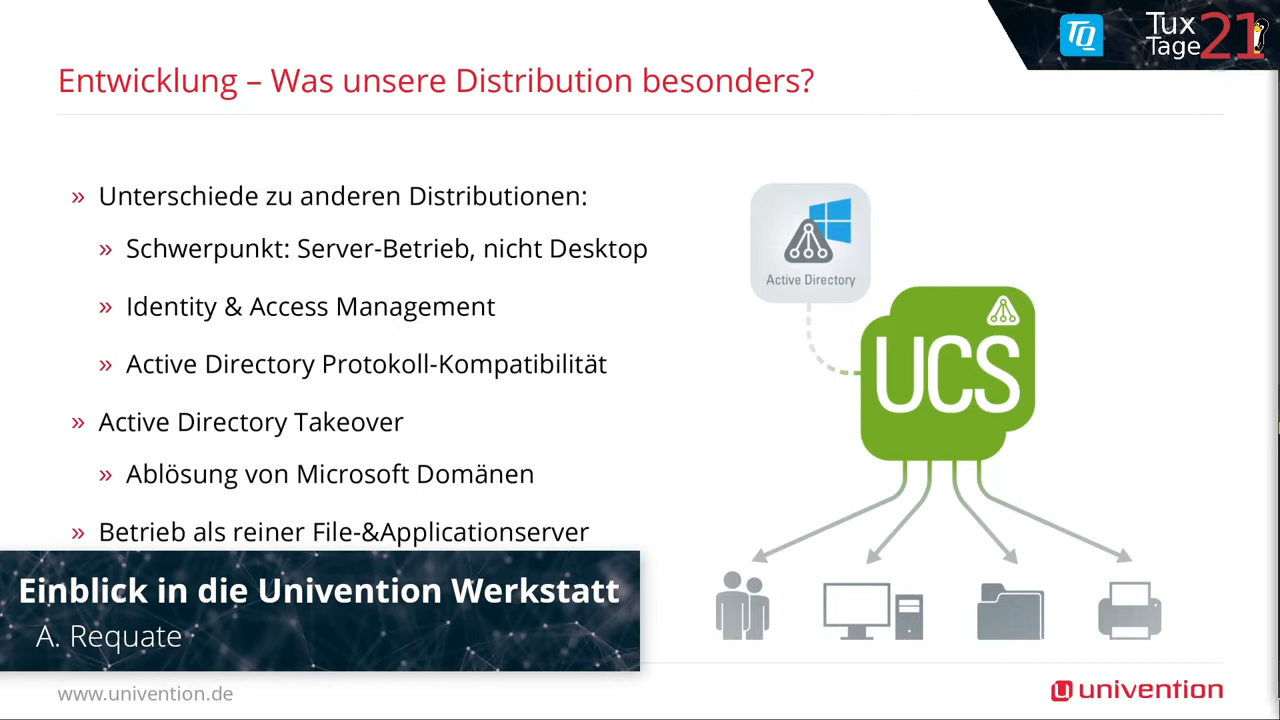 TQ
Tux
Tage 21
Entwicklung – Was unsere Distribution besonders?
» Unterschiede zu anderen Distributionen:
» Schwerpunkt: Server-Betrieb, nicht Desktop
» Identity & Access Management
» Active Directory Protokoll-Kompatibilität
» Active Directory Takeover
» Ablösung von Microsoft Domänen
» Betrieb als reiner File-&Applicationserver
Active Directory
UCS
Einblick in die Univention Werkstatt
A. Requate
www.univention.de
univention